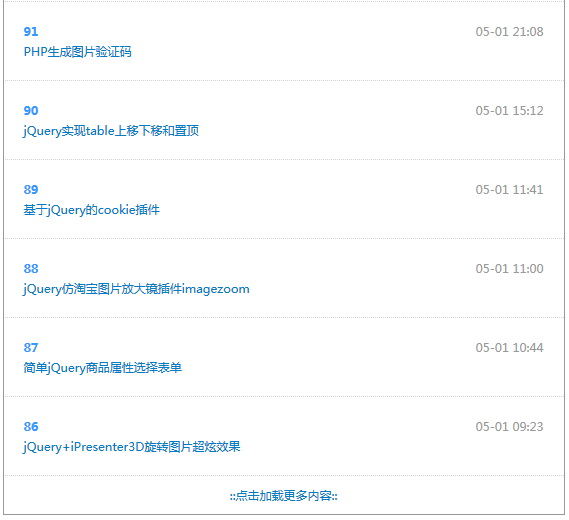 91 05-01 21:08
PHP生成图片验证码
90 05-01 15:12
jQuery实现table上移下移和置顶
89 05-01 11:41
基于jQuery的cookie插件
88 05-01 11:00
jQuery仿淘宝图片放大镜插件imagezoom
87 05-01 10:44
简单jQuery商品属性选择表单
86 05-01 09:23
jQuery+iPresenter3D旋转图片超炫效果
::点击加载更多内容::